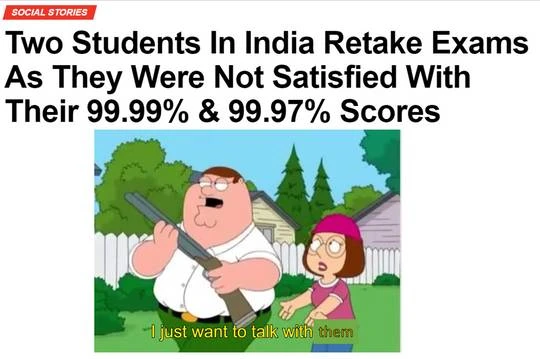 SOCIAL STORIES
Two Students In India Retake Exams
As They Were Not Satisfied With
Their 99.99% & 99.97% Scores
I just want to talk with them